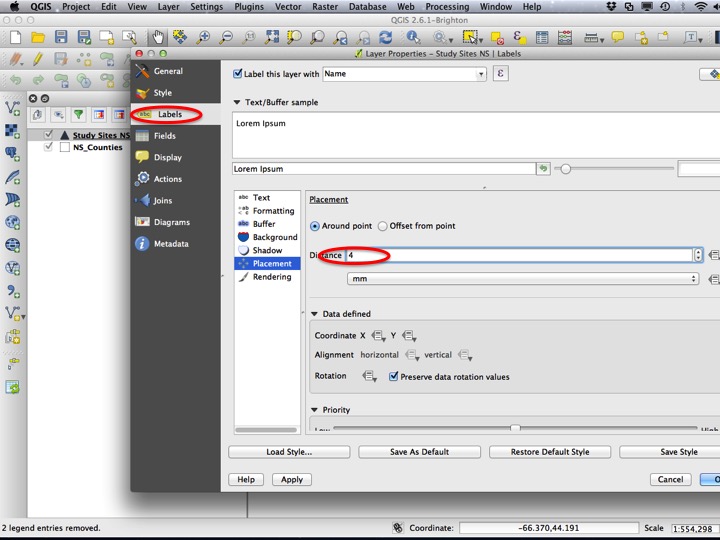 QGIS Project Edit View Layer Settings Plugins Vector Raster Database Web Processing Window Help
QGIS 2.6.1-Brighton
Layer Properties - Study Sites NS | Labels
General
Style
Labels
Fields
Display
Actions
Joins
Diagrams
Metadata
Study Sites NS
NS_Counties
Label this layer with Name
Text/Buffer sample
Lorem Ipsum
Lorem Ipsum
Text
Formatting
Buffer
Background
Shadow
Placement
Rendering
Placement
Around point Offset from point
Distance 4
mm
Data defined
Coordinate X Y
Alignment horizontal vertical
Rotation Preserve data rotation values
Priority
Low High
Load Style... Save As Default Restore Default Style Save Style
Help Apply Cancel O
2 legend entries removed.
Coordinate: -66.370,44.191 Scale 1:554,298